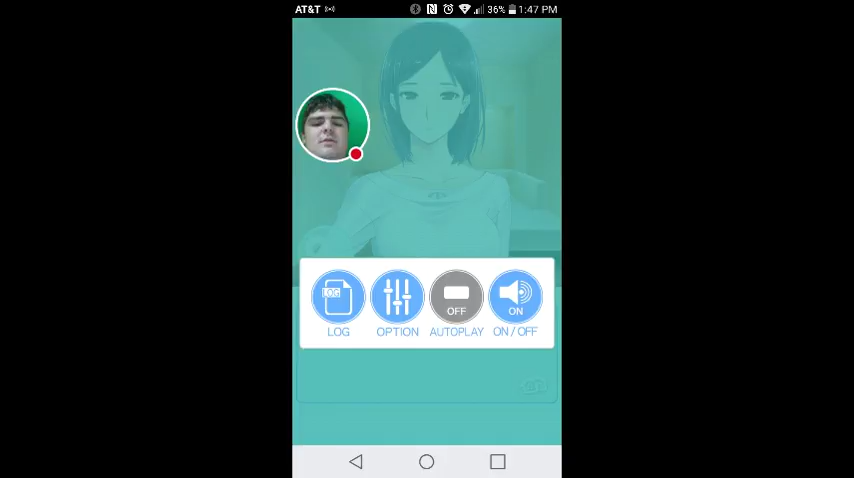 AT&T 36% 1:47 PM
LOG
OFF
ON
LOG OPTION AUTOPLAY ON / OFF